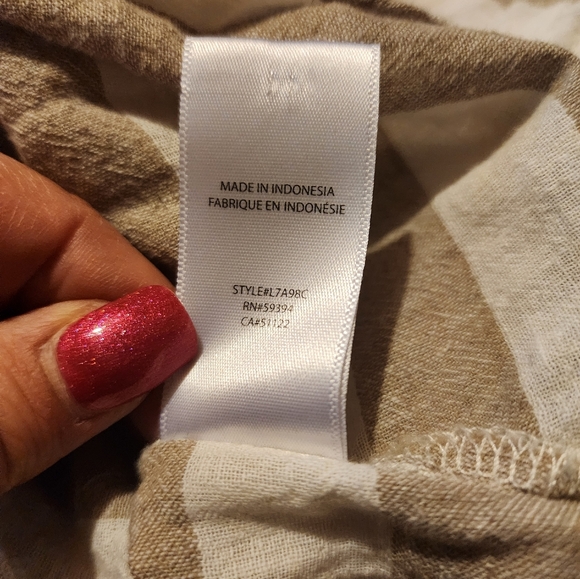 MADE IN INDONESIA
FABRIQUE EN INDONÉSIE
STYLE#L7A98C
RN#59394
CA#51122